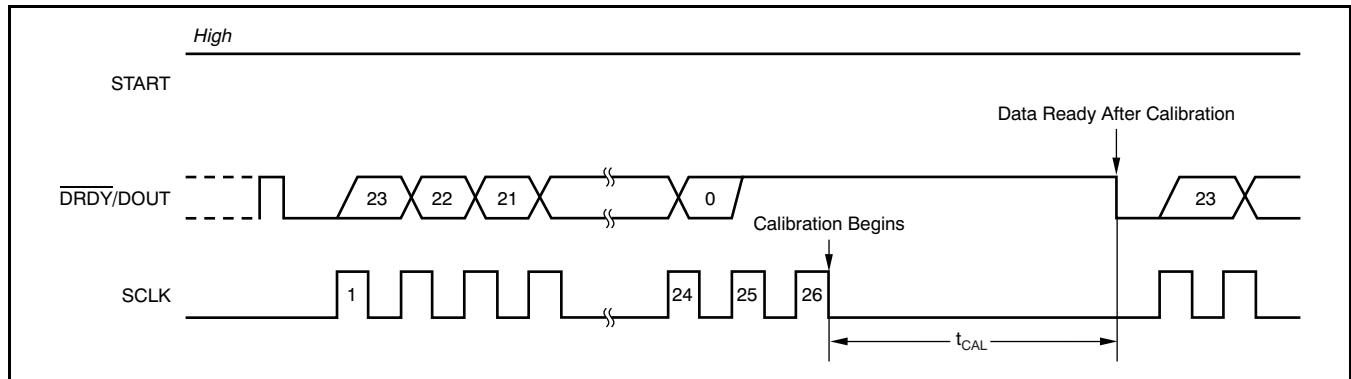 High
START
Data Ready After Calibration
DRDY/DOUT
23 22 21 0 23
Calibration Begins
SCLK
1 24 25 26
tCAL